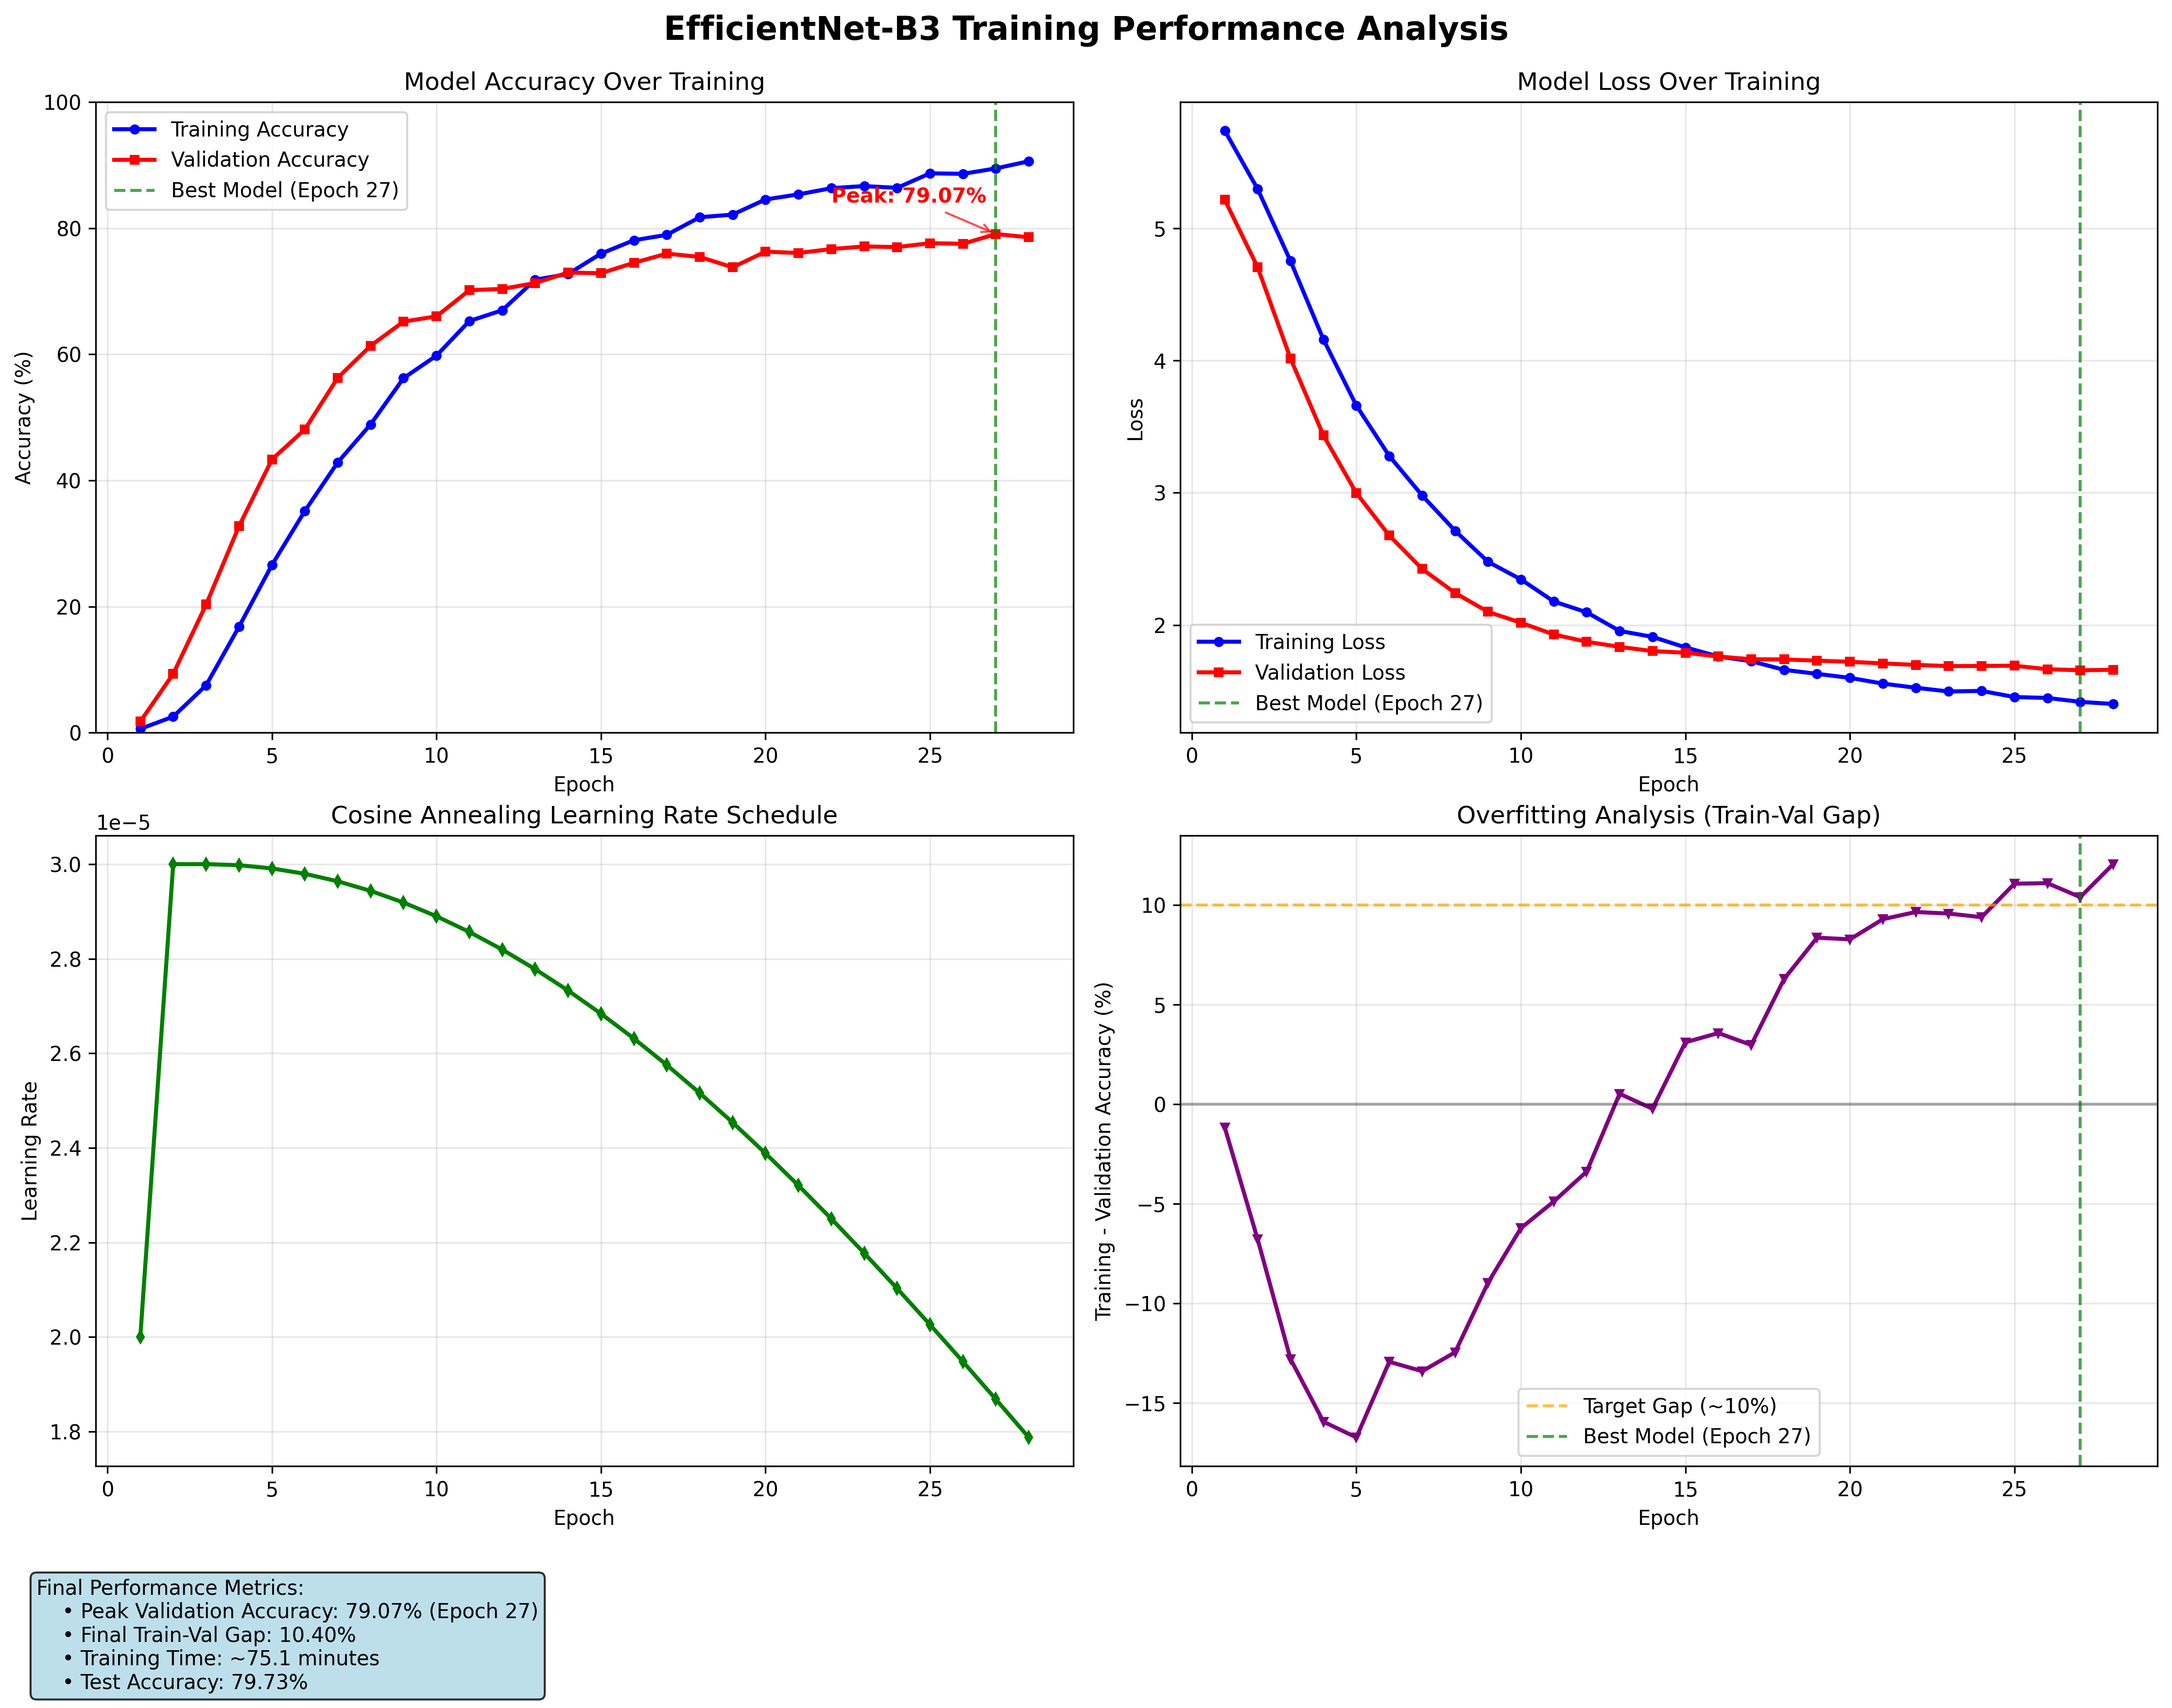 EfficientNet-B3 Training Performance Analysis
Model Accuracy Over Training
100
80
60
40
20
0
Accuracy (%)
Training Accuracy
Validation Accuracy
Best Model (Epoch 27)
Peak: 79.07%
0 5 10 15 20 25
Epoch
Model Loss Over Training
5
4
3
2
Loss
Training Loss
Validation Loss
Best Model (Epoch 27)
0 5 10 15 20 25
Epoch
Cosine Annealing Learning Rate Schedule
1e−5
3.0
2.8
2.6
2.4
2.2
2.0
1.8
Learning Rate
0 5 10 15 20 25
Epoch
Overfitting Analysis (Train-Val Gap)
10
5
0
−5
−10
−15
Training - Validation Accuracy (%)
Target Gap (~10%)
Best Model (Epoch 27)
0 5 10 15 20 25
Epoch
Final Performance Metrics:
• Peak Validation Accuracy: 79.07% (Epoch 27)
• Final Train-Val Gap: 10.40%
• Training Time: ~75.1 minutes
• Test Accuracy: 79.73%